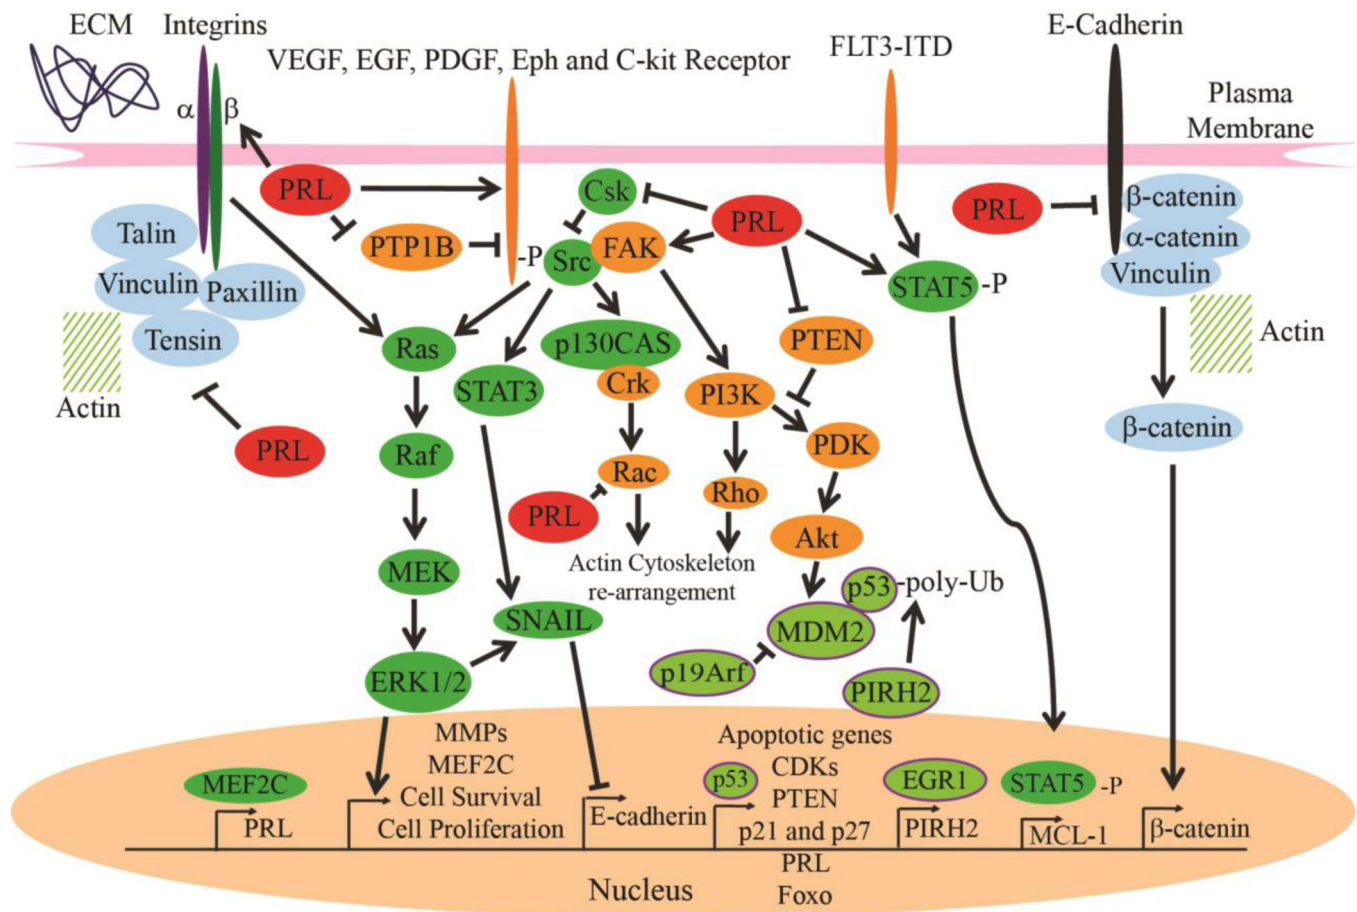 ECM
Integrins
VEGF, EGF, PDGF, Eph and C-kit Receptor
FLT3-ITD
E-Cadherin
Plasma
Membrane
α
β
PRL
PTP1B
-P
Csk
Src
FAK
PRL
STAT5
-P
PRL
β-catenin
α-catenin
Vinculin
Actin
Talin
Vinculin
Paxillin
Tensin
Actin
PRL
Ras
STAT3
p130CAS
Crk
PI3K
PTEN
β-catenin
Raf
Rac
PRL
Rho
PDK
Akt
Actin Cytoskeleton
re-arrangement
MEK
SNAIL
p53
-poly-Ub
MDM2
p19Arf
PIRH2
ERK1/2
MEF2C
PRL
MMPs
MEF2C
Cell Survival
Cell Proliferation
E-cadherin
p53
Apoptotic genes
CDKs
PTEN
p21 and p27
PRL
Foxo
EGR1
PIRH2
STAT5
-P
MCL-1
β-catenin
Nucleus